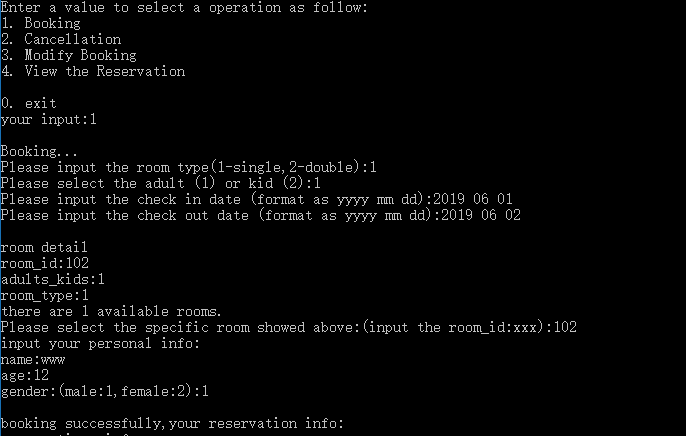 Enter a value to select a operation as follow:
1. Booking
2. Cancellation
3. Modify Booking
4. View the Reservation
0. exit
your input:1
Booking...
Please input the room type(1-single,2-double):1
Please select the adult (1) or kid (2):1
Please input the check in date (format as yyyy mm dd):2019 06 01
Please input the check out date (format as yyyy mm dd):2019 06 02
room detail
room_id:102
adults_kids:1
room_type:1
there are 1 available rooms.
Please select the specific room showed above:(input the room_id:xxx):102
input your personal info:
name:www
age:12
gender:(male:1,female:2):1
booking successfully,your reservation info: